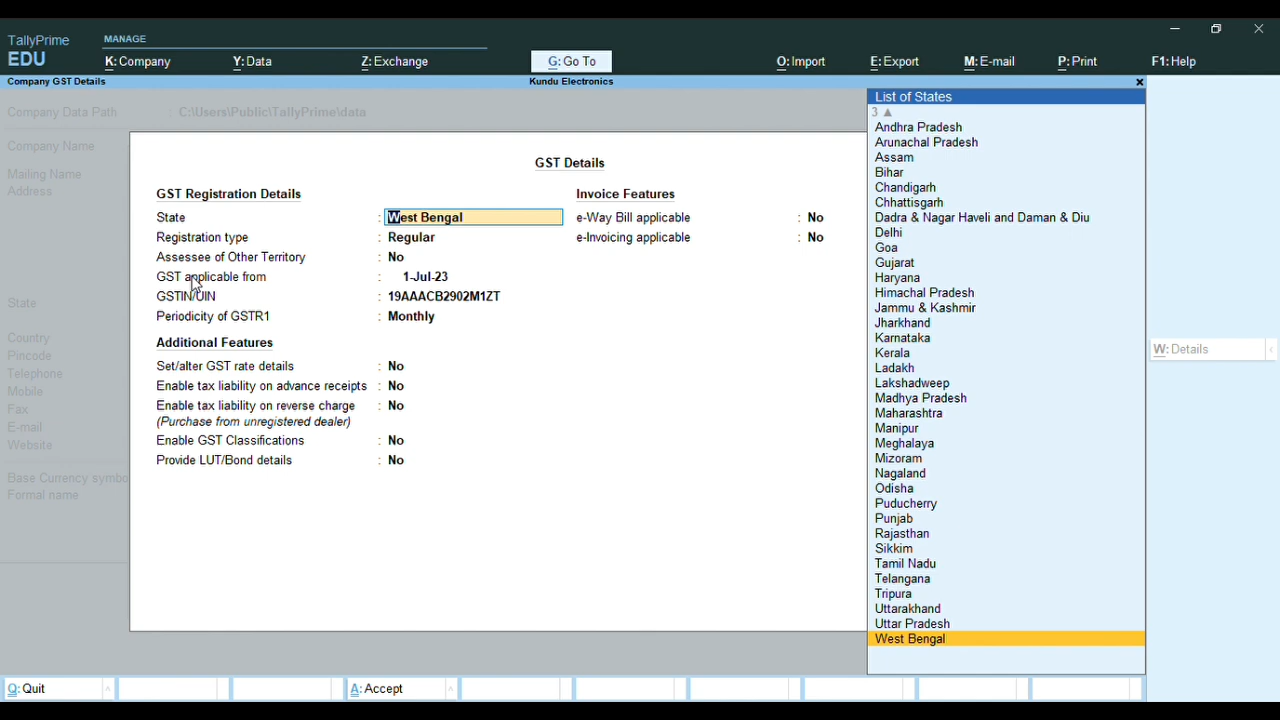 TallyPrime
EDU
MANAGE
K: Company
Y: Data
Z: Exchange
G: Go To
O: Import
E: Export
M: E-mail
P: Print
F1: Help
Company GST Details
Kundu Electronics
Company Data Path
C:\Users\Public\TallyPrime\data
Company Name
Mailing Name
Address
State
Country
Pincode
Telephone
Mobile
Fax
E-mail
Website
Base Currency symbo
Formal name
GST Details
GST Registration Details
State : West Bengal
Registration type : Regular
Assessee of Other Territory : No
GST applicable from : 1-Jul-23
GSTIN/UIN : 19AAACB2902M1ZT
Periodicity of GSTR1 : Monthly
Additional Features
Set/alter GST rate details : No
Enable tax liability on advance receipts : No
Enable tax liability on reverse charge : No
(Purchase from unregistered dealer)
Enable GST Classifications : No
Provide LUT/Bond details : No
Invoice Features
e-Way Bill applicable : No
e-Invoicing applicable : No
List of States
3 ▲
Andhra Pradesh
Arunachal Pradesh
Assam
Bihar
Chandigarh
Chhattisgarh
Dadra & Nagar Haveli and Daman & Diu
Delhi
Goa
Gujarat
Haryana
Himachal Pradesh
Jammu & Kashmir
Jharkhand
Karnataka
Kerala
Ladakh
Lakshadweep
Madhya Pradesh
Maharashtra
Manipur
Meghalaya
Mizoram
Nagaland
Odisha
Puducherry
Punjab
Rajasthan
Sikkim
Tamil Nadu
Telangana
Tripura
Uttarakhand
Uttar Pradesh
West Bengal
W: Details
Q: Quit
A: Accept